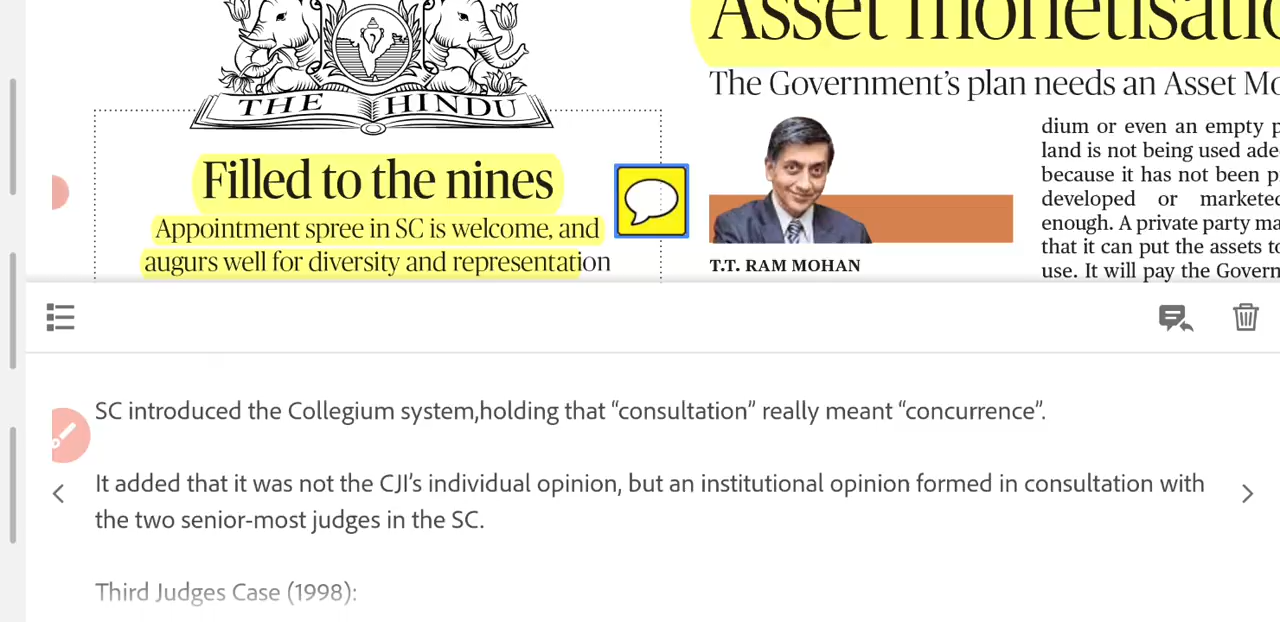 THE HINDU
Filled to the nines
Appointment spree in SC is welcome, and
augurs well for diversity and representation
Asset monetisatio
The Government's plan needs an Asset Mo
T.T. RAM MOHAN
dium or even an empty p
land is not being used ade
because it has not been p
developed or marketed
enough. A private party ma
that it can put the assets to
use. It will pay the Govern
SC introduced the Collegium system,holding that “consultation” really meant “concurrence”.
It added that it was not the CJI’s individual opinion, but an institutional opinion formed in consultation with
the two senior-most judges in the SC.
Third Judges Case (1998):